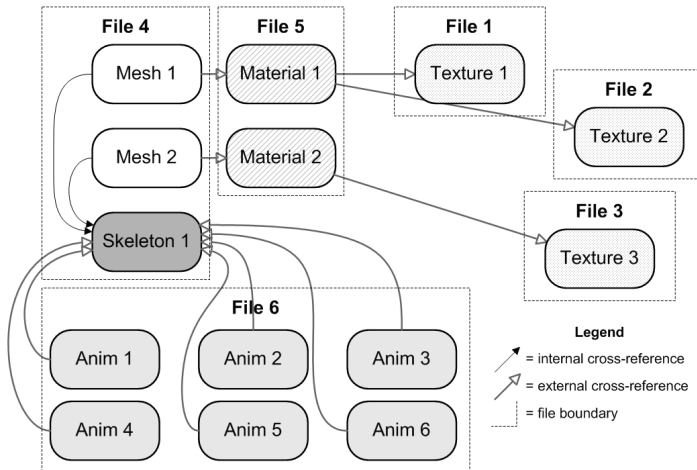 File 4
File 5
File 1
Mesh 1
Material 1
Texture 1
File 2
Texture 2
Mesh 2
Material 2
File 3
Skeleton 1
Texture 3
File 6
Anim 1
Anim 2
Anim 3
Anim 4
Anim 5
Anim 6
Legend
= internal cross-reference
= external cross-reference
= file boundary